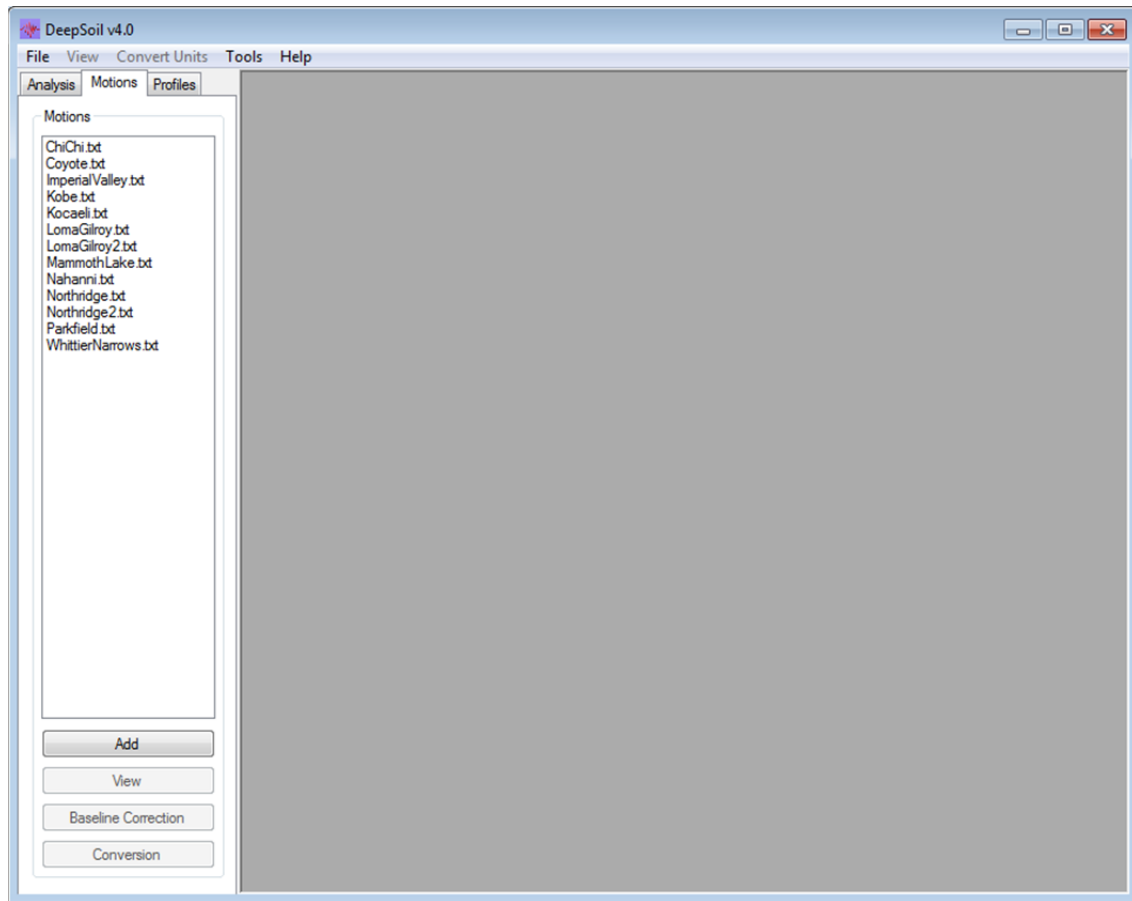 DeepSoil v4.0
File View Convert Units Tools Help
Analysis Motions Profiles
Motions
ChiChi.txt
Coyote.txt
ImperialValley.txt
Kobe.txt
Kocaeli.txt
LomaGilroy.txt
LomaGilroy2.txt
MammothLake.txt
Nahanni.txt
Northridge.txt
Northridge2.txt
Parkfield.txt
WhittierNarrows.txt
Add
View
Baseline Correction
Conversion